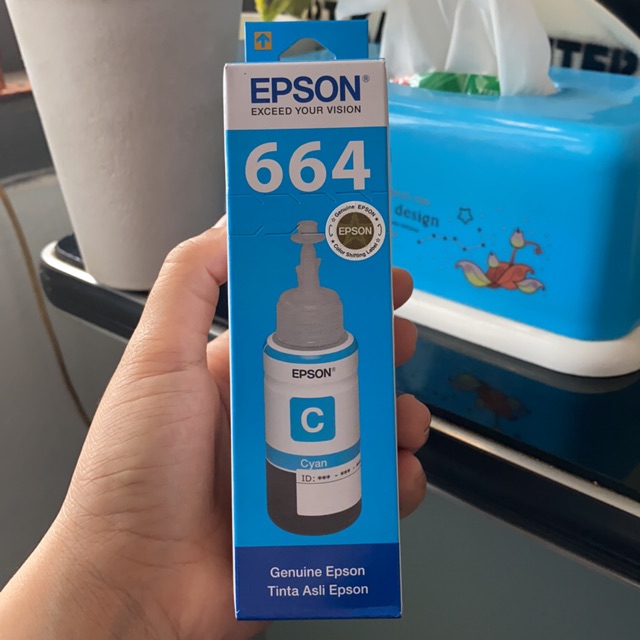 EPSON®
EXCEED YOUR VISION
664
Genuine EPSON
EPSON
Color Shifting Label
EPSON®
C
Cyan
ID: *** - *** -
Genuine Epson
Tinta Asli Epson
design